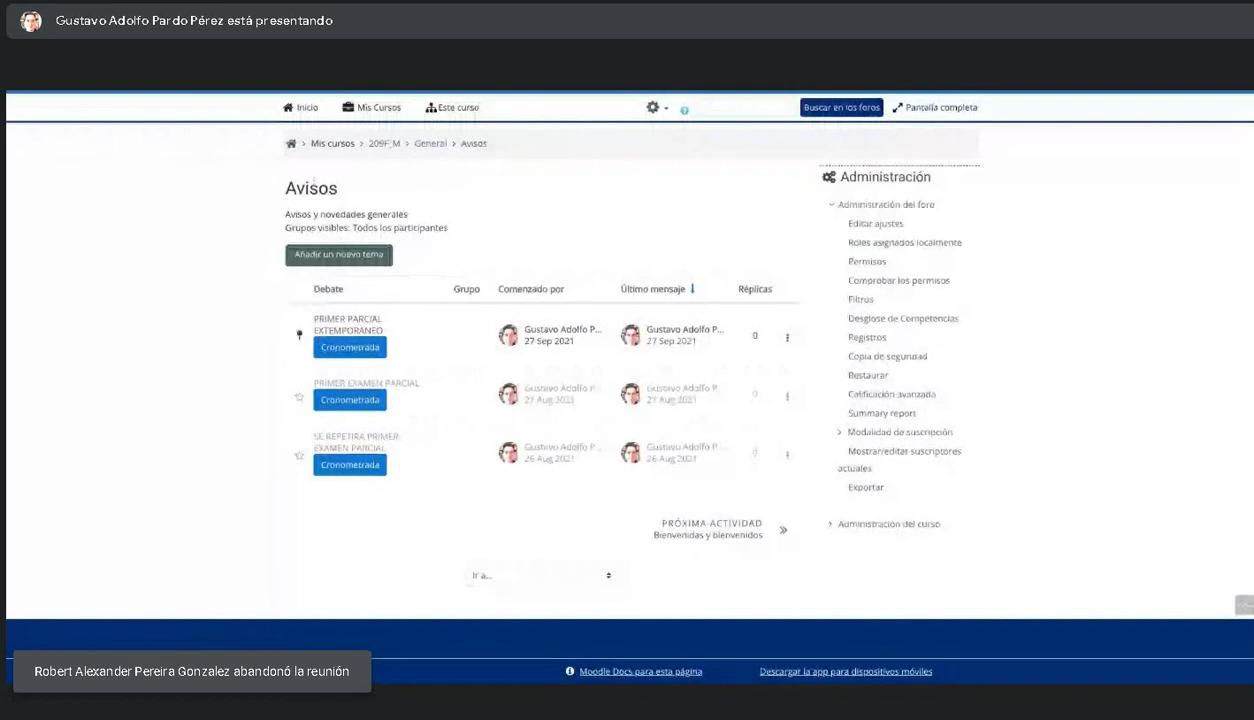 Gustavo Adolfo Pardo Pérez está presentando
Inicio
Mis Cursos
Este curso
Buscar en los foros
Pantalla completa
Mis cursos > 209F_M > General > Avisos
Avisos
Avisos y novedades generales
Grupos visibles: Todos los participantes
Añadir un nuevo tema
Debate Grupo Comenzado por Último mensaje Réplicas
PRIMER PARCIAL
EXTEMPORÁNEO
Cronometrada
Gustavo Adolfo P...
27 Sep 2021
Gustavo Adolfo P...
27 Sep 2021
0
PRIMER EXAMEN PARCIAL
Cronometrada
Gustavo Adolfo P...
27 Aug 2021
Gustavo Adolfo P...
27 Aug 2021
0
SE REPETIRA PRIMER
EXAMEN PARCIAL
Cronometrada
Gustavo Adolfo P...
26 Aug 2021
Gustavo Adolfo P...
26 Aug 2021
0
PRÓXIMA ACTIVIDAD
Bienvenidas y bienvenidos
Ir a...
Administración
Administración del foro
Editar ajustes
Roles asignados localmente
Permisos
Comprobar los permisos
Filtros
Desglose de Competencias
Registros
Copia de seguridad
Restaurar
Calificación avanzada
Summary report
Modalidad de suscripción
Mostrar/editar suscriptores
actuales
Exportar
Administración del curso
Robert Alexander Pereira Gonzalez abandonó la reunión
Moodle Docs para esta página
Descargar la app para dispositivos móviles